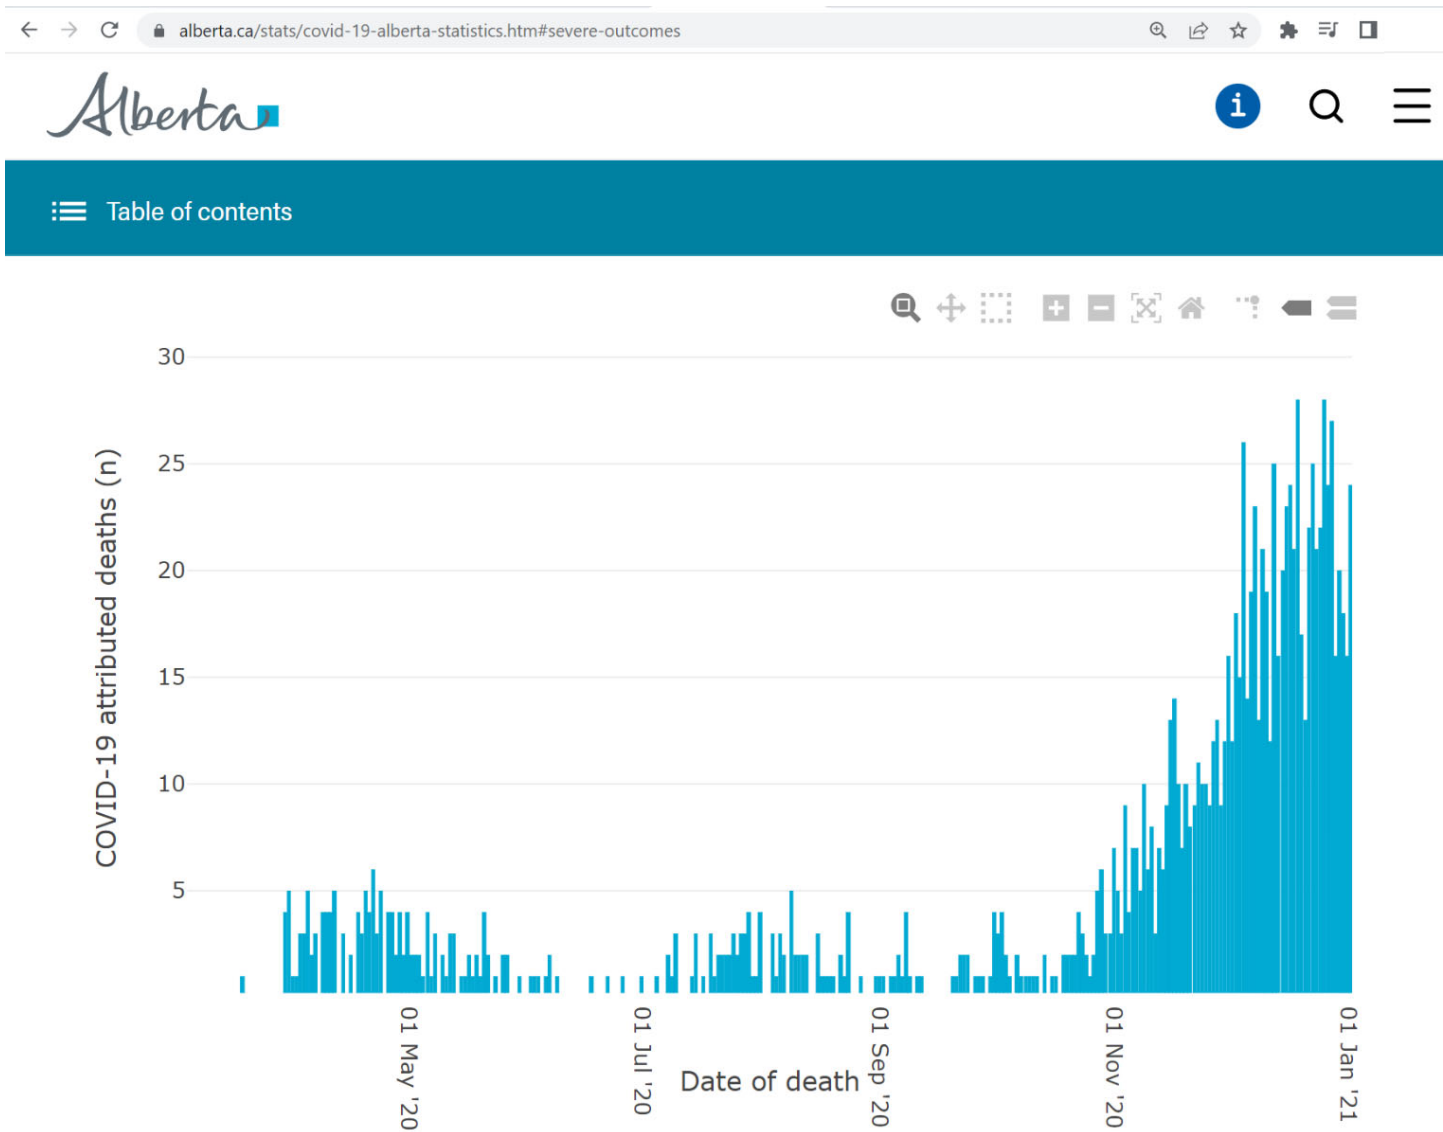 alberta.ca/stats/covid-19-alberta-statistics.htm#severe-outcomes
Alberta
i
Table of contents
30
25
20
15
10
5
COVID-19 attributed deaths (n)
01 May '20
01 Jul '20
01 Sep '20
01 Nov '20
01 Jan '21
Date of death